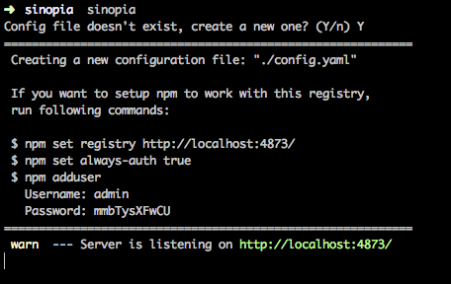 ➜ sinopia sinopia
Config file doesn't exist, create a new one? (Y/n) Y
===========================================================
Creating a new configuration file: "./config.yaml"
If you want to setup npm to work with this registry,
run following commands:
$ npm set registry http://localhost:4873/
$ npm set always-auth true
$ npm adduser
Username: admin
Password: mmbTysXFwCU
===========================================================
warn --- Server is listening on http://localhost:4873/